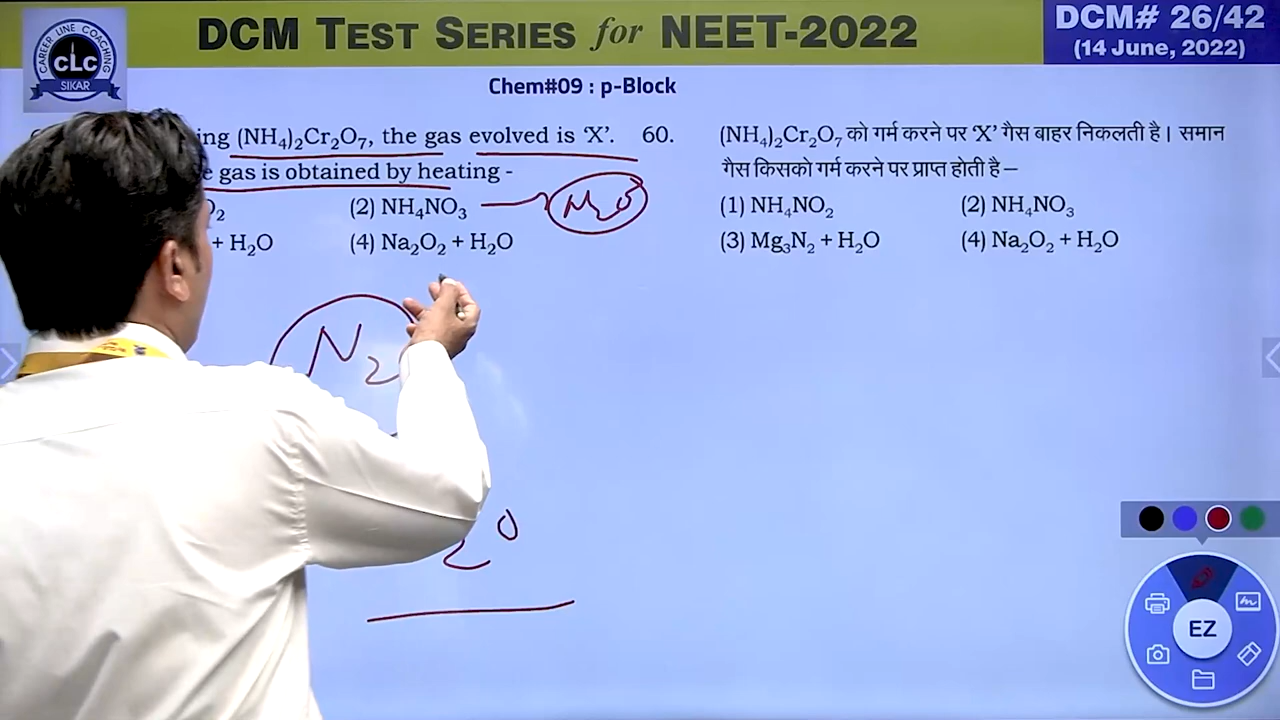 CAREER LINE COACHING
CLC
SIKAR
DCM TEST SERIES for NEET-2022
DCM# 26/42
(14 June, 2022)
Chem#09 : p-Block
ing (NH₄)₂Cr₂O₇, the gas evolved is ‘X’.
gas is obtained by heating -
O₂
(2) NH₄NO₃
N₂O
+ H₂O
(4) Na₂O₂ + H₂O
N₂
2O
60. (NH₄)₂Cr₂O₇ को गर्म करने पर ‘X’ गैस बाहर निकलती है। समान
गैस किसको गर्म करने पर प्राप्त होती है –
(1) NH₄NO₂ (2) NH₄NO₃
(3) Mg₃N₂ + H₂O (4) Na₂O₂ + H₂O
EZ